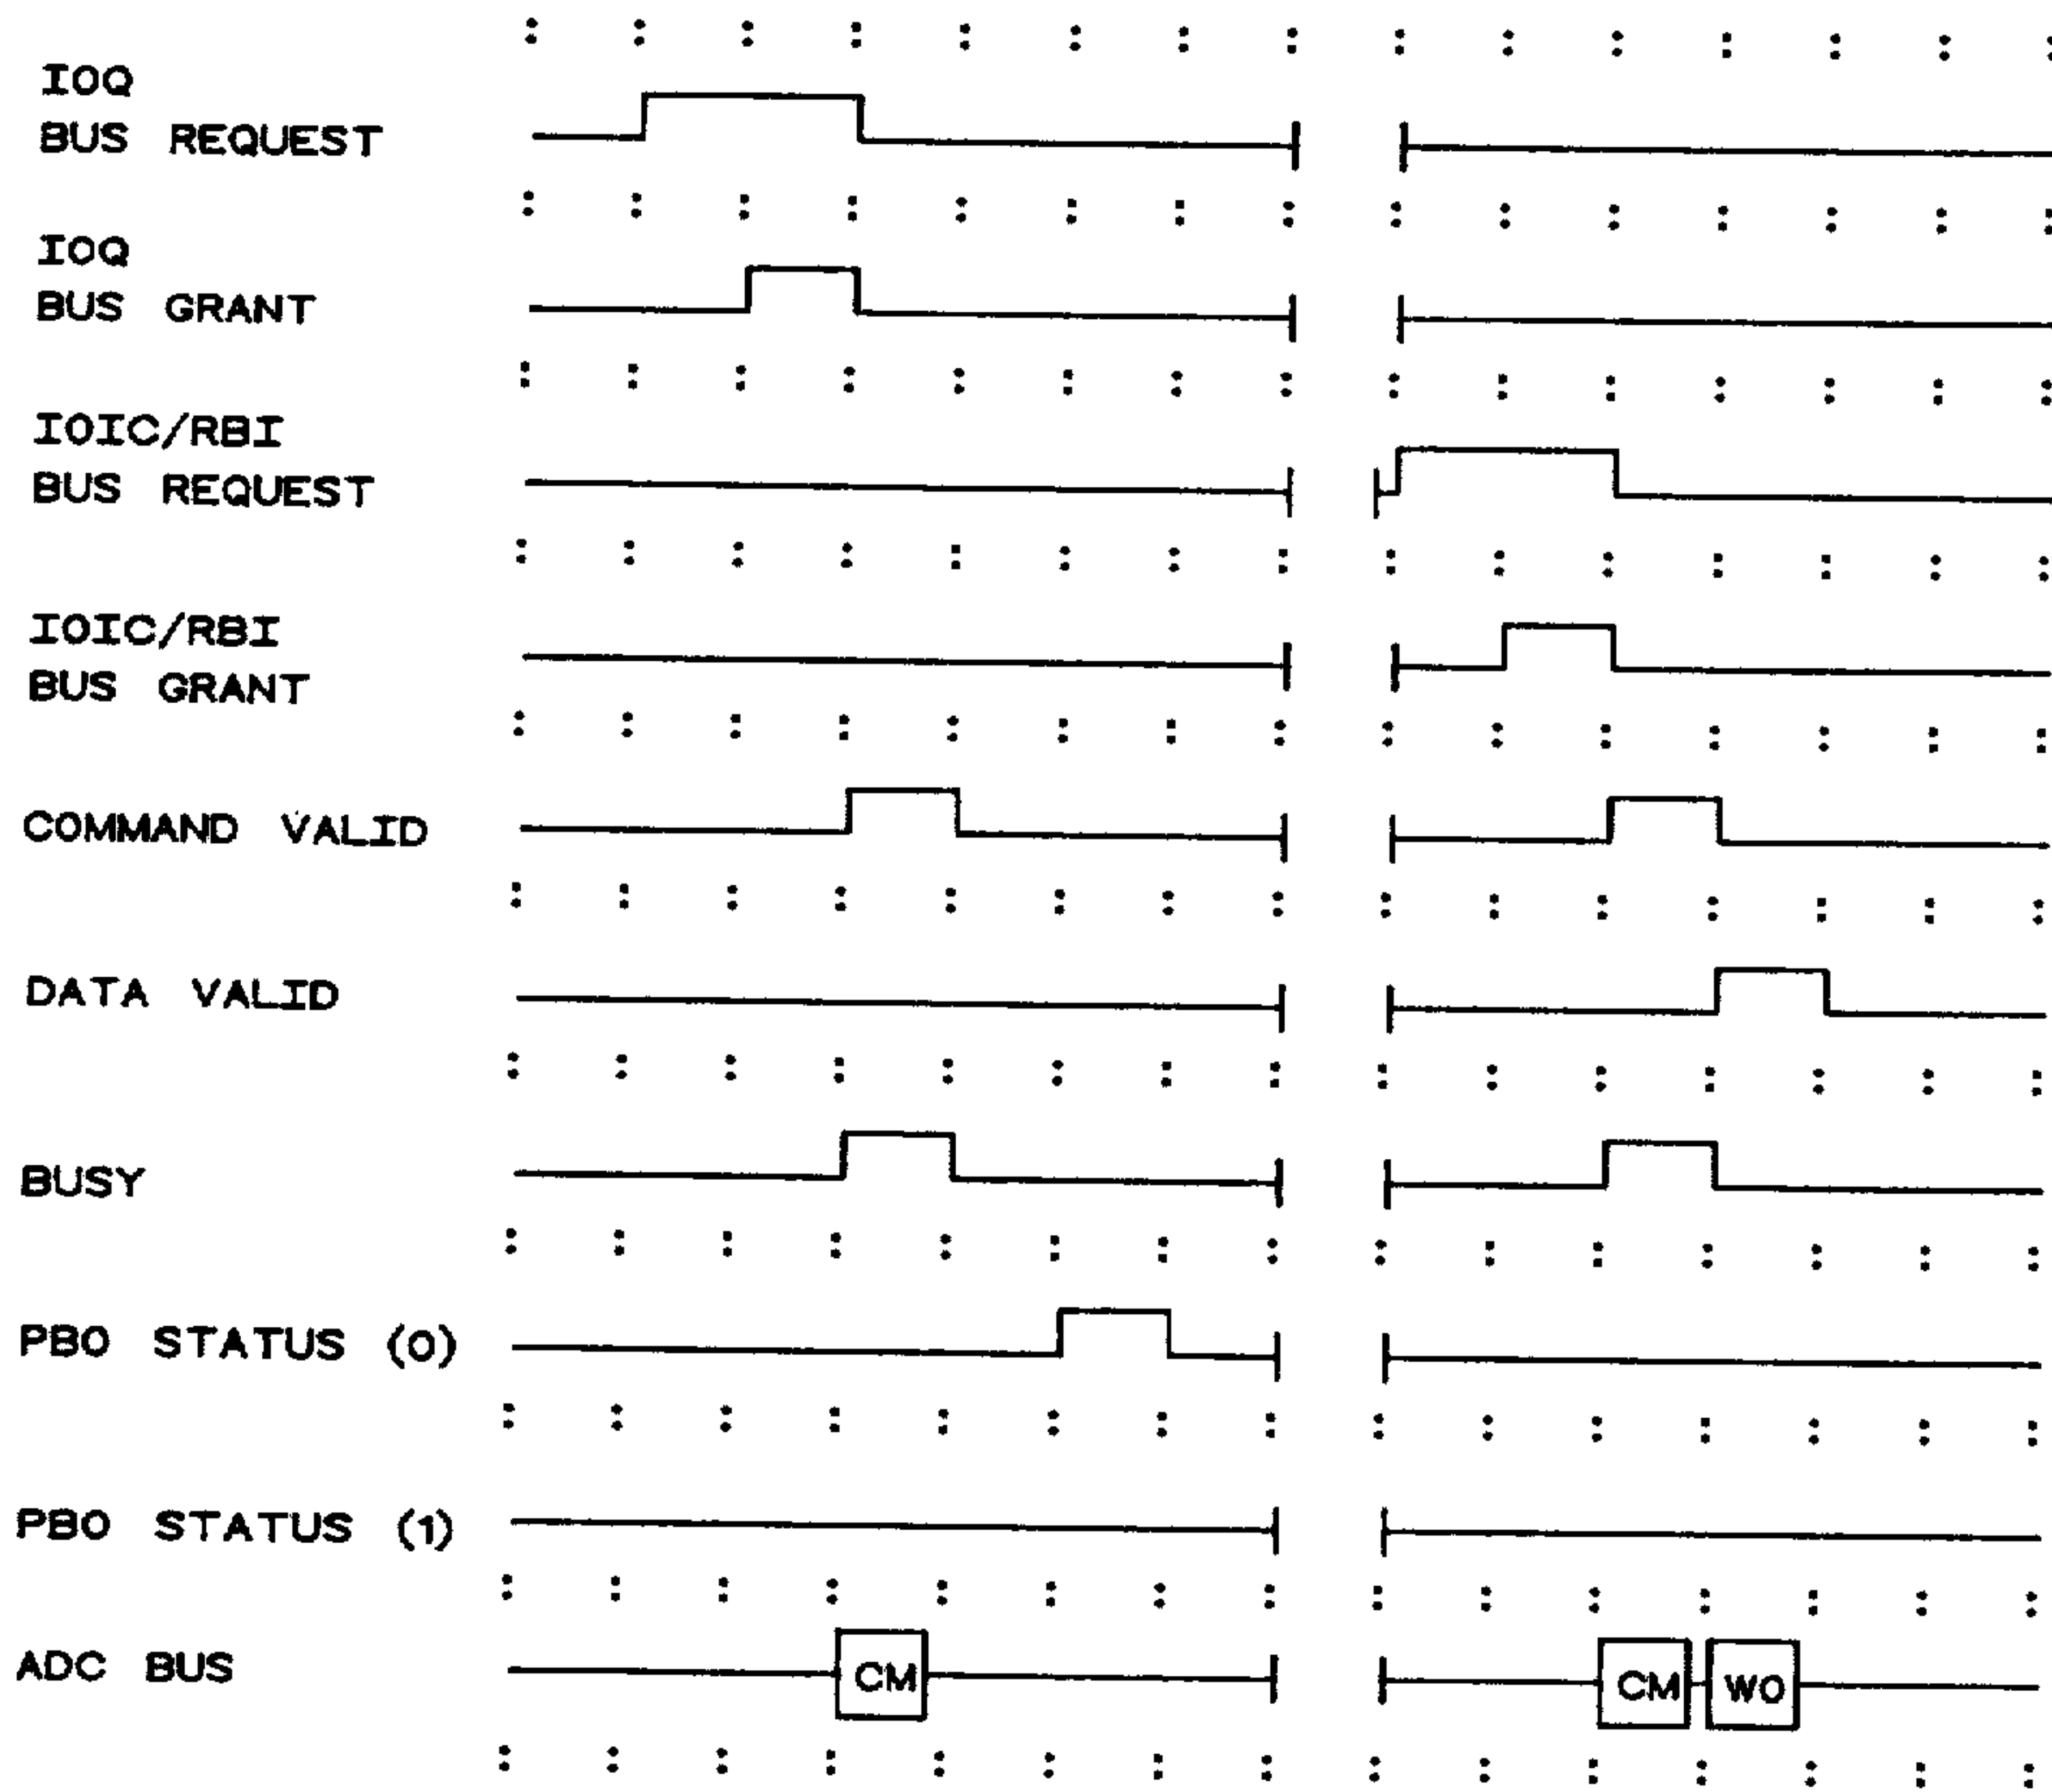 IOQ
BUS REQUEST
IOQ
BUS GRANT
IOIC/RBI
BUS REQUEST
IOIC/RBI
BUS GRANT
COMMAND VALID
DATA VALID
BUSY
PBO STATUS (0)
PBO STATUS (1)
ADC BUS
CM
CM
WO